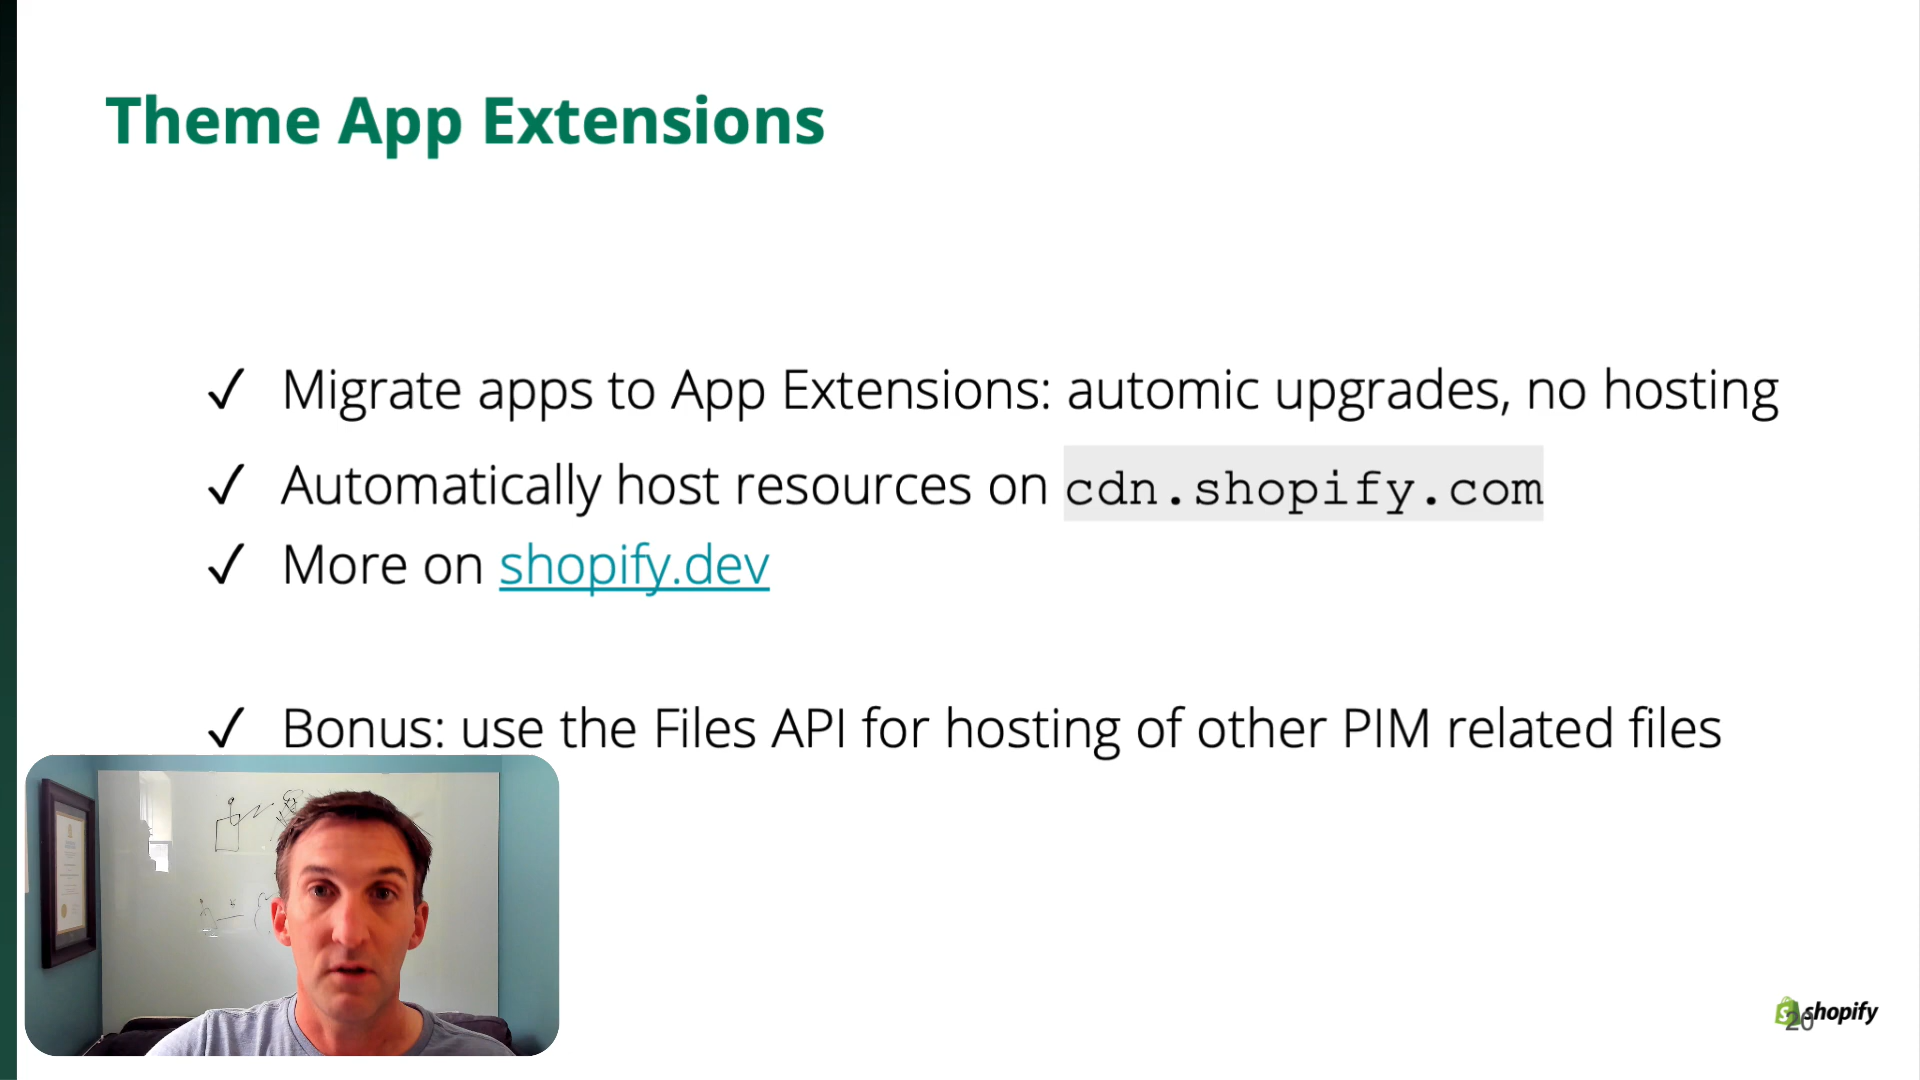 Theme App Extensions
✓ Migrate apps to App Extensions: automic upgrades, no hosting
✓ Automatically host resources on cdn.shopify.com
✓ More on shopify.dev
✓ Bonus: use the Files API for hosting of other PIM related files
shopify
20